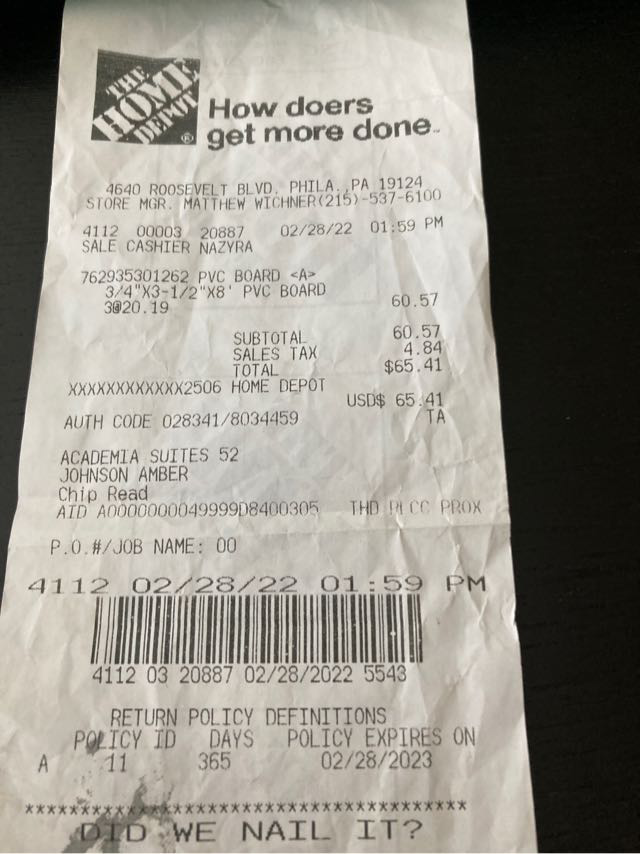 THE
HOME
DEPOT
®
How doers
get more done™
4640 ROOSEVELT BLVD. PHILA., PA 19124
STORE MGR. MATTHEW WICHNER(215)-537-6100
4112 00003 20887 02/28/22 01:59 PM
SALE CASHIER NAZYRA
762935301262 PVC BOARD <A>
3/4"X3-1/2"X8' PVC BOARD
3@20.19 60.57
SUBTOTAL 60.57
SALES TAX 4.84
TOTAL $65.41
XXXXXXXXXXXX2506 HOME DEPOT
USD$ 65.41
AUTH CODE 028341/8034459 TA
ACADEMIA SUITES 52
JOHNSON AMBER
Chip Read
AID A0000000049999D8400305 THD PLCC PROX
P.O.#/JOB NAME: 00
4112 02/28/22 01:59 PM
4112 03 20887 02/28/2022 5543
RETURN POLICY DEFINITIONS
POLICY ID DAYS POLICY EXPIRES ON
A 11 365 02/28/2023
******************************************
DID WE NAIL IT?